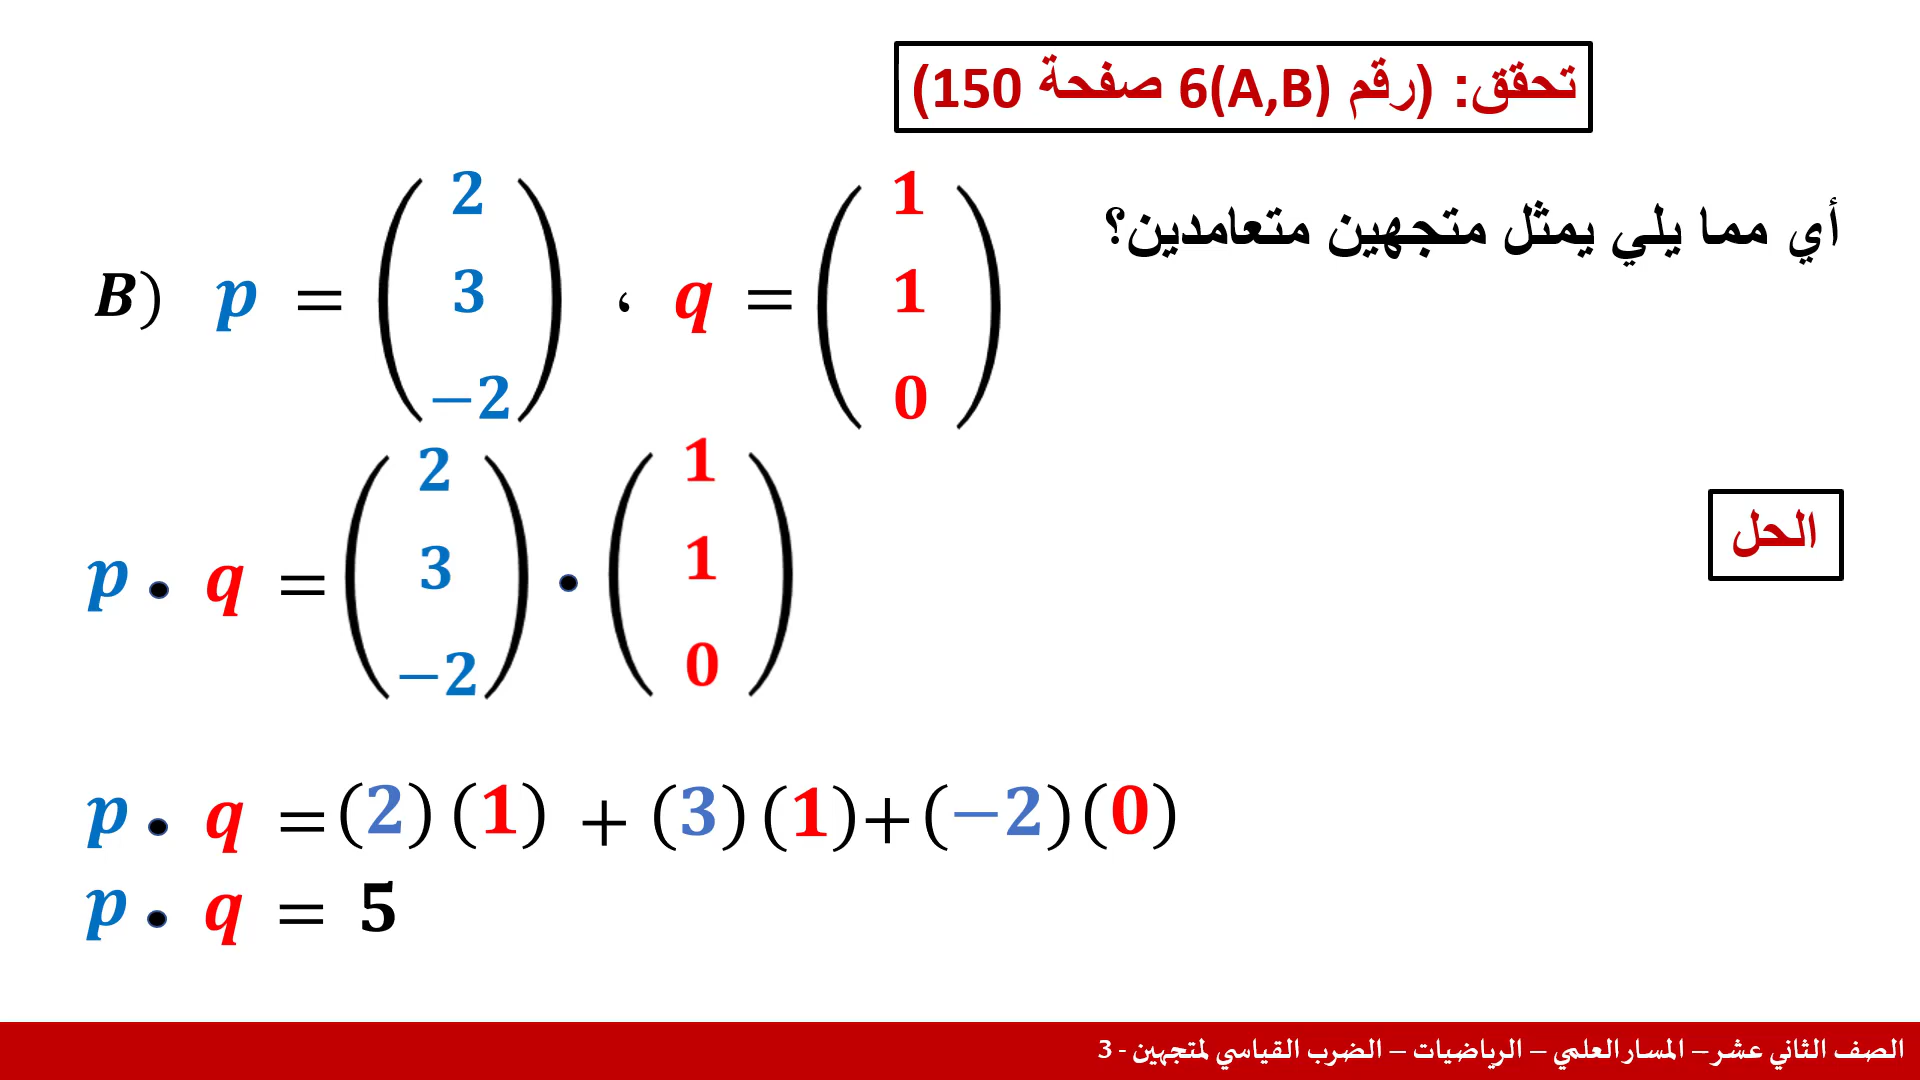 تحقق: (رقم 6(A,B) صفحة 150)
أي مما يلي يمثل متجهين متعامدين؟
B) p = (2 3 −2) ، q = (1 1 0)
الحل
p • q = (2 3 −2) • (1 1 0)
p • q = (2)(1) + (3)(1)+(−2)(0)
p • q = 5
الصف الثاني عشر – المسار العلمي – الرياضيات – الضرب القياسي لمتجهين - 3